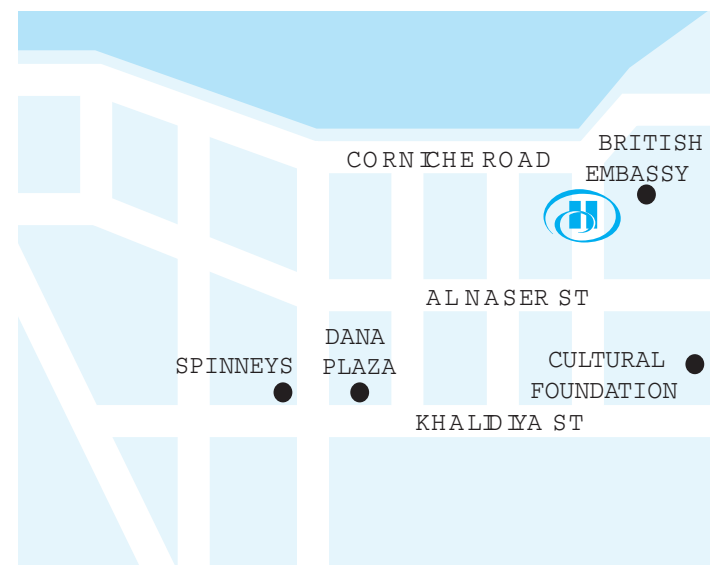 BRITISH
CORNICHE ROAD
EMBASSY
H
AL NASER ST
DANA
SPINNEYS
PLAZA
CULTURAL
FOUNDATION
KHALIDIYA ST